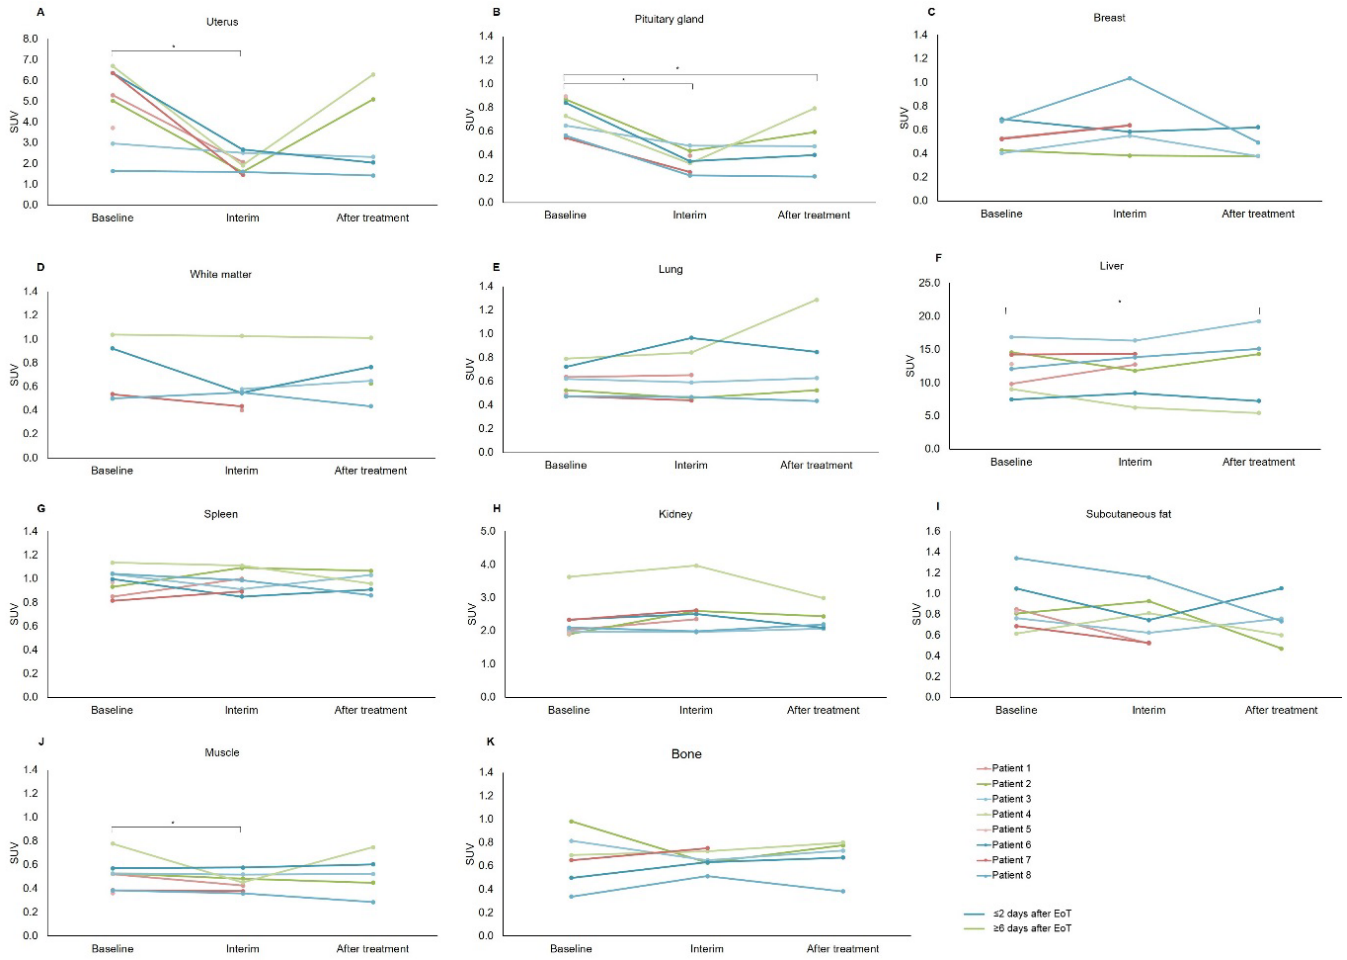 A
Uterus
SUV
8.0
7.0
6.0
5.0
4.0
3.0
2.0
1.0
0.0
*
Baseline Interim After treatment
B
Pituitary gland
SUV
1.4
1.2
1.0
0.8
0.6
0.4
0.2
0.0
*
*
Baseline Interim After treatment
C
Breast
SUV
1.4
1.2
1.0
0.8
0.6
0.4
0.2
0.0
Baseline Interim After treatment
D
White matter
SUV
1.4
1.2
1.0
0.8
0.6
0.4
0.2
0.0
Baseline Interim After treatment
E
Lung
SUV
1.4
1.2
1.0
0.8
0.6
0.4
0.2
0.0
Baseline Interim After treatment
F
Liver
SUV
25.0
20.0
15.0
10.0
5.0
0.0
*
Baseline Interim After treatment
G
Spleen
SUV
1.4
1.2
1.0
0.8
0.6
0.4
0.2
0.0
Baseline Interim After treatment
H
Kidney
SUV
5.0
4.0
3.0
2.0
1.0
0.0
Baseline Interim After treatment
I
Subcutaneous fat
SUV
1.6
1.4
1.2
1.0
0.8
0.6
0.4
0.2
0.0
Baseline Interim After treatment
J
Muscle
SUV
1.4
1.2
1.0
0.8
0.6
0.4
0.2
0.0
*
Baseline Interim After treatment
K
Bone
SUV
1.4
1.2
1.0
0.8
0.6
0.4
0.2
0.0
Baseline Interim After treatment
Patient 1
Patient 2
Patient 3
Patient 4
Patient 5
Patient 6
Patient 7
Patient 8
≤2 days after EoT
≥6 days after EoT